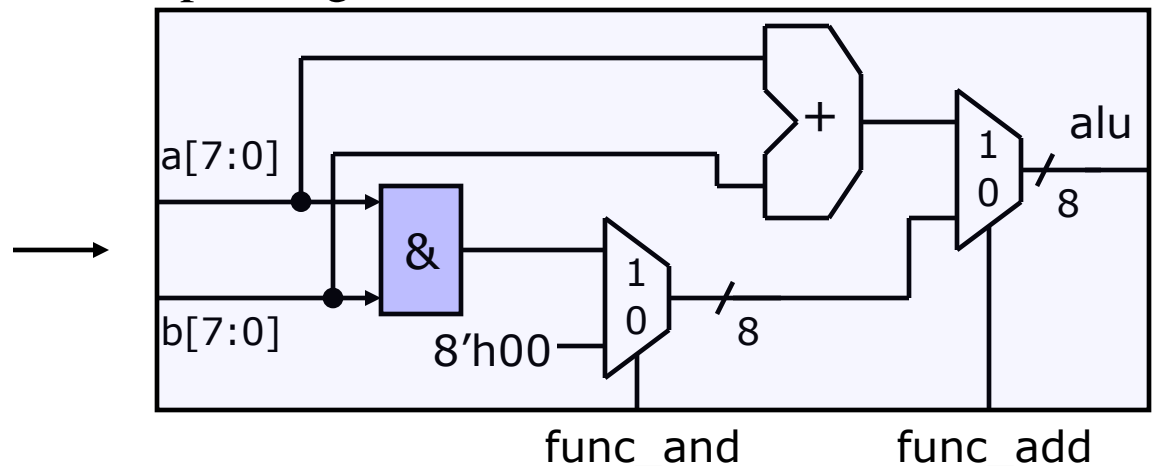 a[7:0]
b[7:0]
&
8'h00
1
0
8
+
1
0
alu
8
func and
func add